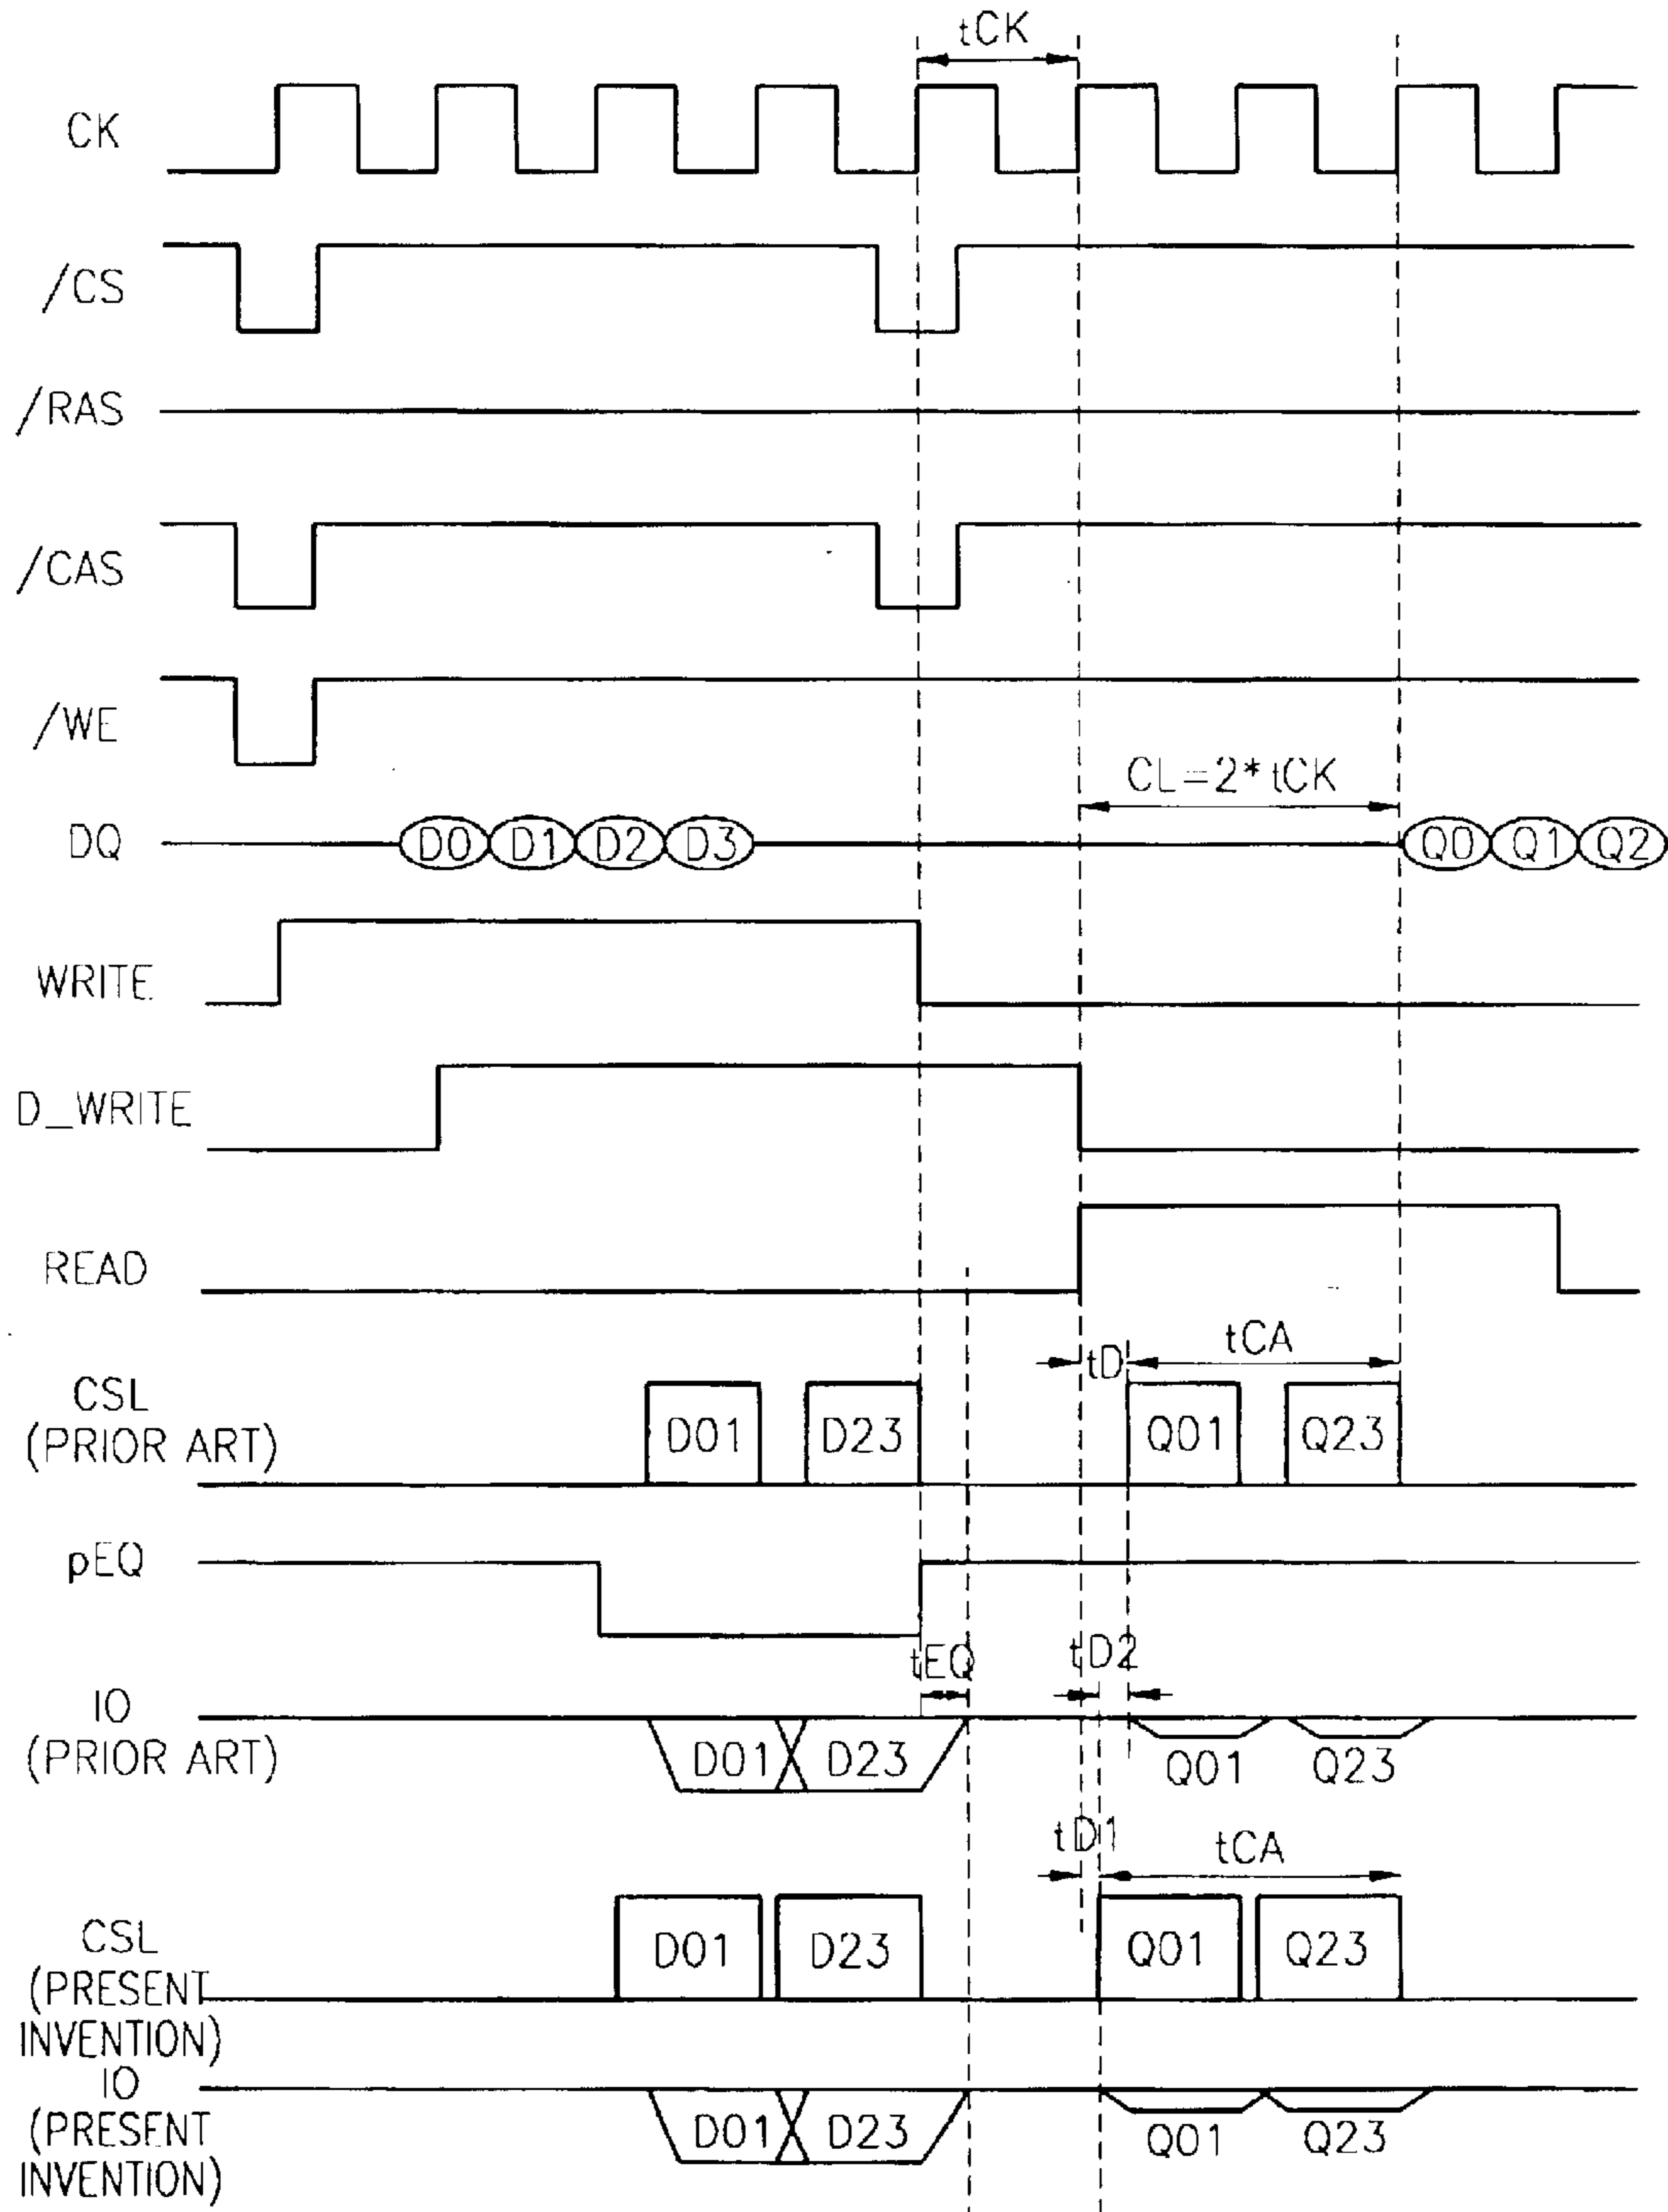 tCK
CK
/CS
/RAS
/CAS
/WE
CL=2*tCK
DQ D0 D1 D2 D3 Q0 Q1 Q2
WRITE
D_WRITE
READ
tD tCA
CSL
(PRIOR ART) D01 D23 Q01 Q23
pEQ
tEQ tD2
IO
(PRIOR ART) D01 D23 Q01 Q23
tD1 tCA
CSL
(PRESENT
INVENTION) D01 D23 Q01 Q23
IO
(PRESENT
INVENTION) D01 D23 Q01 Q23